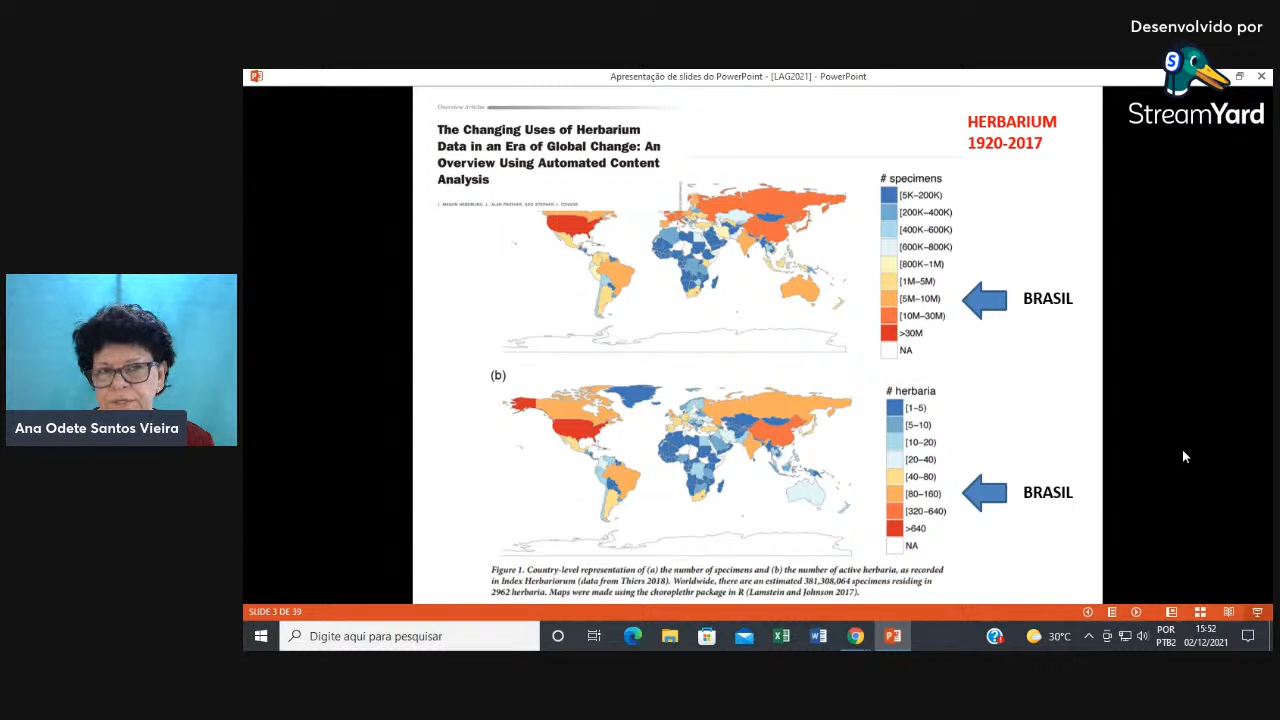 Desenvolvido por
StreamYard
Apresentação de slides do PowerPoint - [LAG2021] - PowerPoint
Overview Articles
The Changing Uses of Herbarium
Data in an Era of Global Change: An
Overview Using Automated Content
Analysis
HERBARIUM
1920-2017
# specimens
[5K–200K)
[200K–400K)
[400K–600K)
[600K–800K)
[800K–1M)
[1M–5M)
[5M–10M)
[10M–30M)
>30M
NA
BRASIL
(b)
# herbaria
[1–5)
[5–10)
[10–20)
[20–40)
[40–80)
[80–160)
[320–640)
>640
NA
BRASIL
Figure 1. Country-level representation of (a) the number of specimens and (b) the number of active herbaria, as recorded
in Index Herbariorum (data from Thiers 2018). Worldwide, there are an estimated 381,308,064 specimens residing in
2962 herbaria. Maps were made using the choroplethr package in R (Lamstein and Johnson 2017).
Ana Odete Santos Vieira
SLIDE 3 DE 39
Digite aqui para pesquisar
30°C
POR
PTB2
15:52
02/12/2021